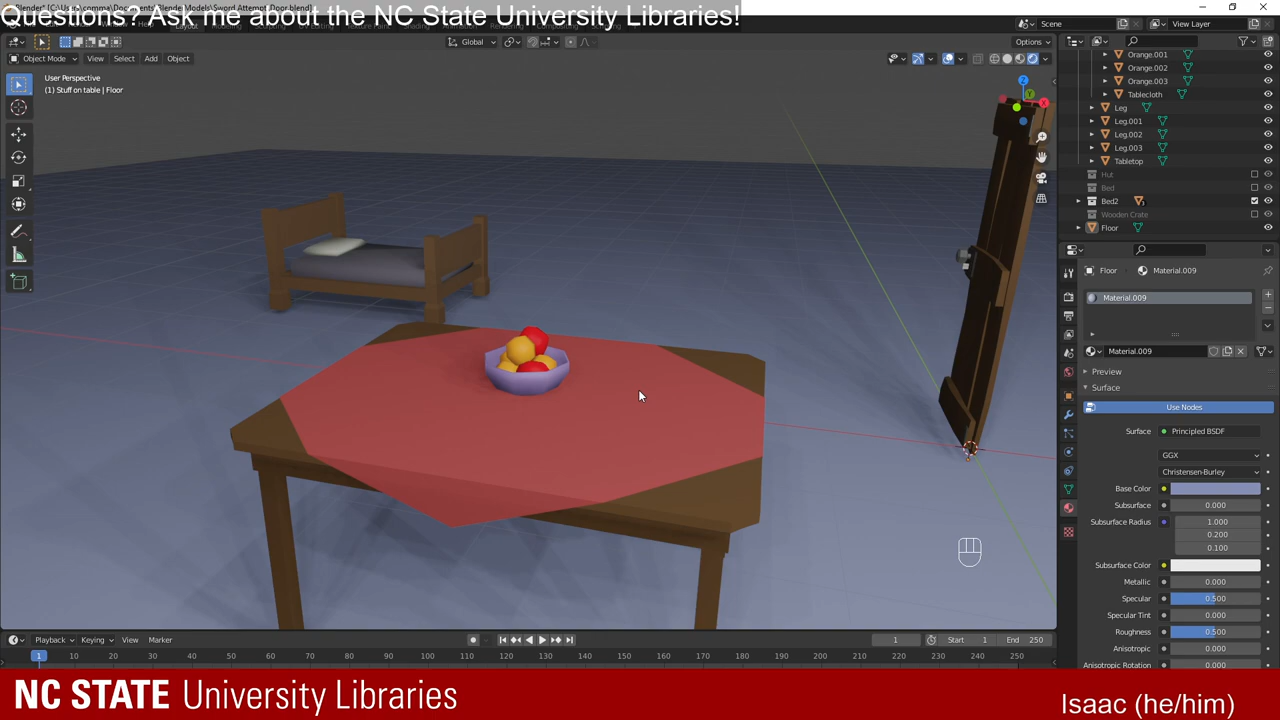 Questions? Ask me about the NC State University Libraries!
Scene
View Layer
Global
Options
Object Mode
View
Select
Add
Object
User Perspective
(1) Stuff on table | Floor
Z
Y
X
Orange.001
Orange.002
Orange.003
Tablecloth
Leg
Leg.001
Leg.002
Leg.003
Tabletop
Hut
Bed
Bed2
Wooden Crate
Floor
Floor
Material.009
Material.009
Material.009
Preview
Surface
Use Nodes
Surface
Principled BSDF
GGX
Christensen-Burley
Base Color
Subsurface
0.000
Subsurface Radius
1.000
0.200
0.100
Subsurface Color
Metallic
0.000
Specular
0.500
Specular Tint
0.000
Roughness
0.500
Anisotropic
0.000
Anisotropic Rotation
0.000
Playback
Keying
View
Marker
1
Start
1
End
250
1
10
20
30
40
50
60
70
80
90
100
110
120
130
140
150
160
170
180
190
200
210
220
230
240
250
NC STATE University Libraries
Isaac (he/him)